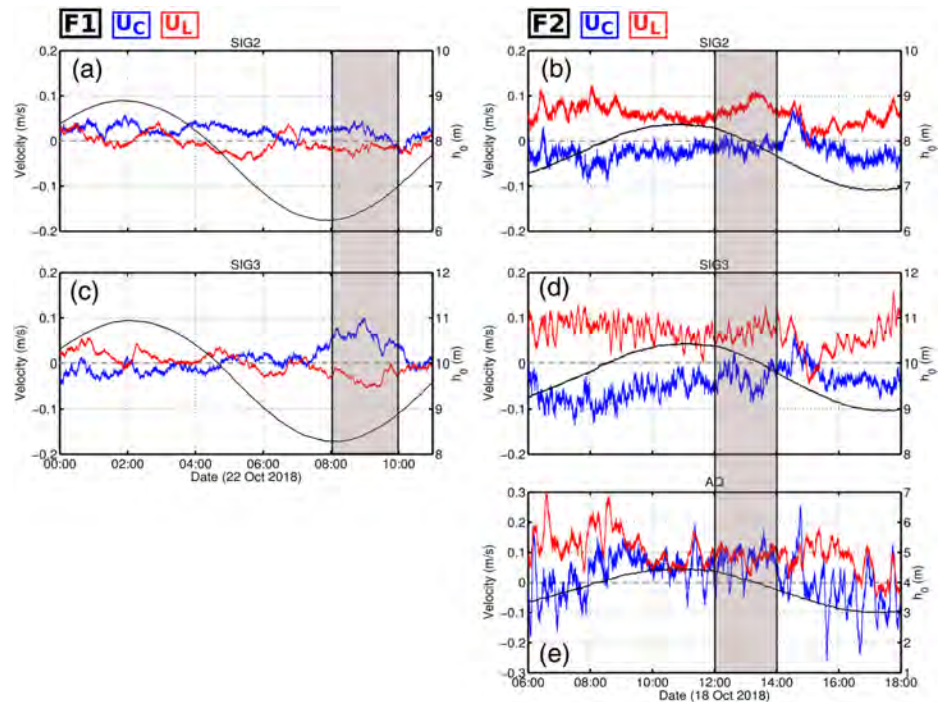 F1 UC UL
F2 UC UL
SIG2
(a)
Velocity (m/s)
0.2
0.1
0
−0.1
−0.2
10
9
8
7
6
h0 (m)
SIG2
(b)
Velocity (m/s)
0.2
0.1
0
−0.1
−0.2
10
9
8
7
6
h0 (m)
SIG3
(c)
Velocity (m/s)
0.2
0.1
0
−0.1
−0.2
12
11
10
9
8
h0 (m)
00:00 02:00 04:00 06:00 08:00 10:00
Date (22 Oct 2018)
SIG3
(d)
Velocity (m/s)
0.2
0.1
0
−0.1
−0.2
12
11
10
9
8
h0 (m)
AQ
(e)
Velocity (m/s)
0.3
0.2
0.1
0
−0.1
−0.2
−0.3
7
6
5
4
3
2
1
h0 (m)
06:00 08:00 10:00 12:00 14:00 16:00 18:00
Date (18 Oct 2018)